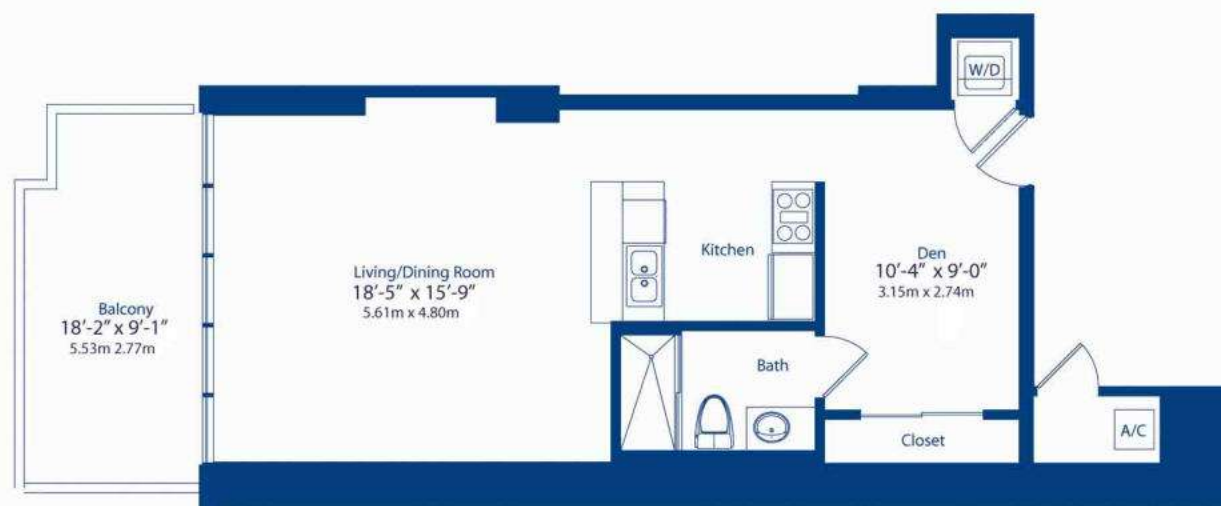 W/D
Kitchen
Den
10'-4" x 9'-0"
3.15m x 2.74m
Living/Dining Room
18'-5" x 15'-9"
5.61m x 4.80m
Balcony
18'-2" x 9'-1"
5.53m 2.77m
Bath
Closet
A/C